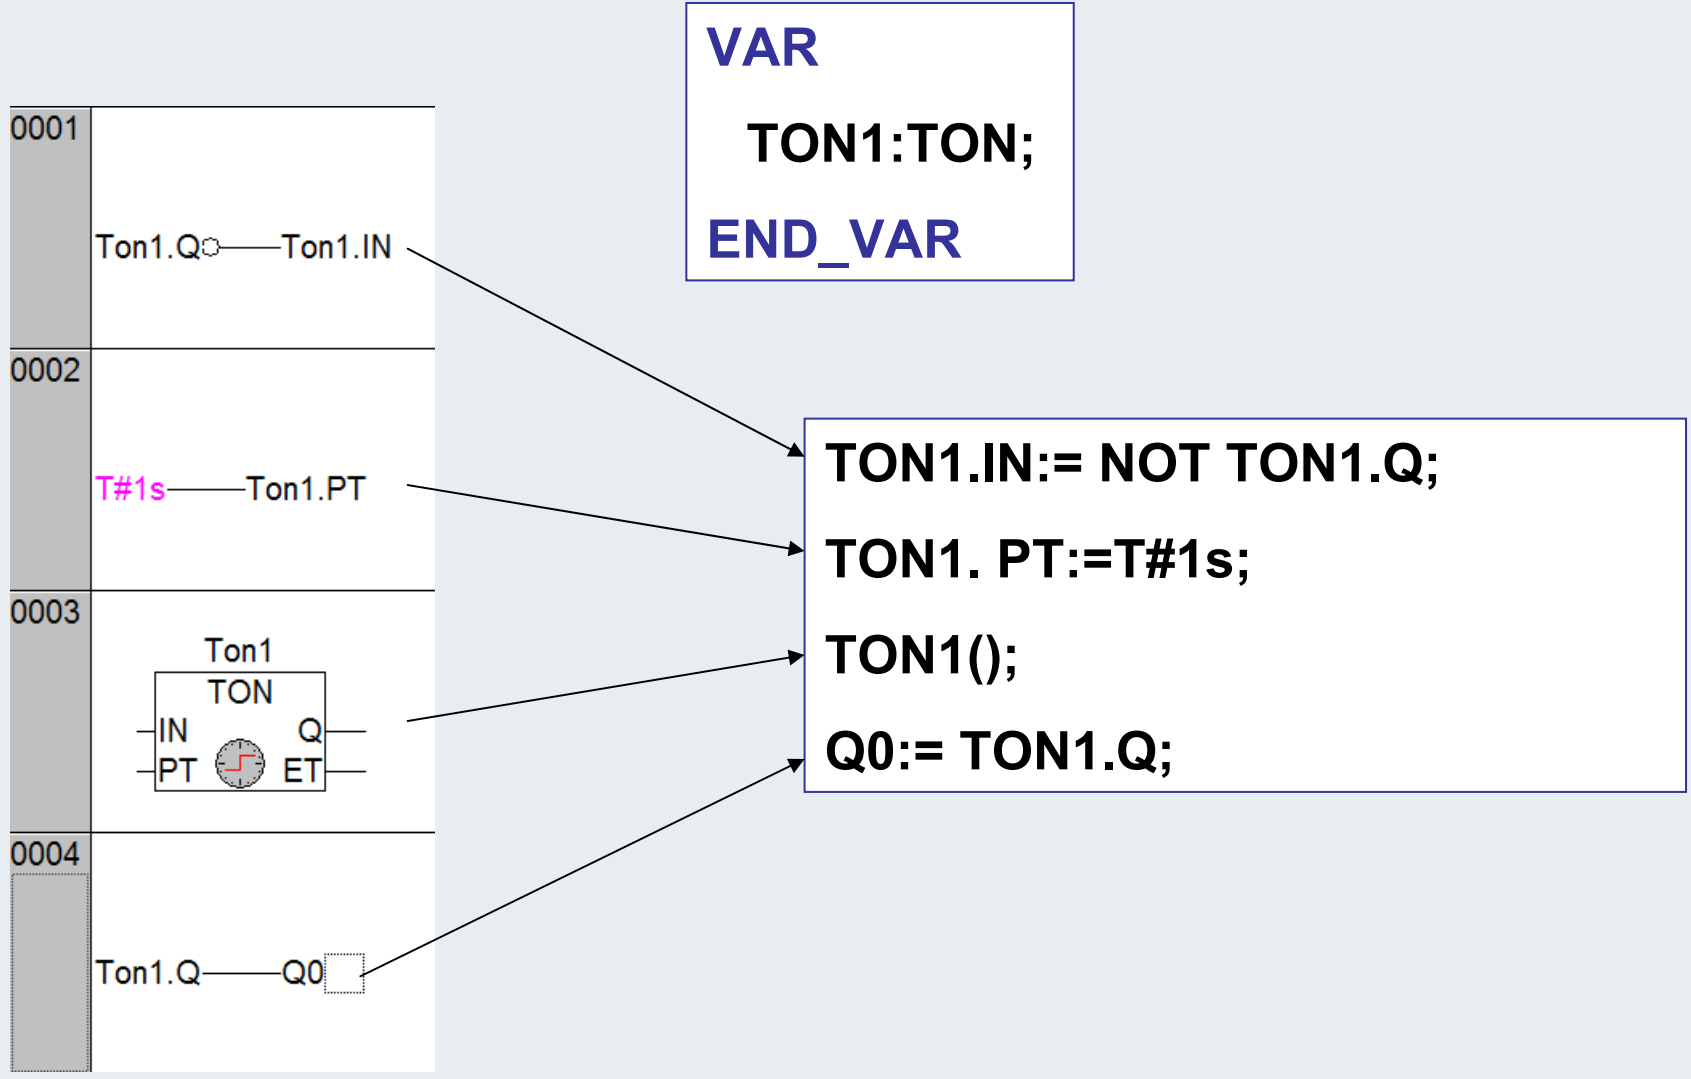 VAR
TON1:TON;
END_VAR
0001
Ton1.Q Ton1.IN
0002
T#1s Ton1.PT
0003
Ton1
TON
IN Q
PT ET
0004
Ton1.Q Q0
TON1.IN:= NOT TON1.Q;
TON1. PT:=T#1s;
TON1();
Q0:= TON1.Q;